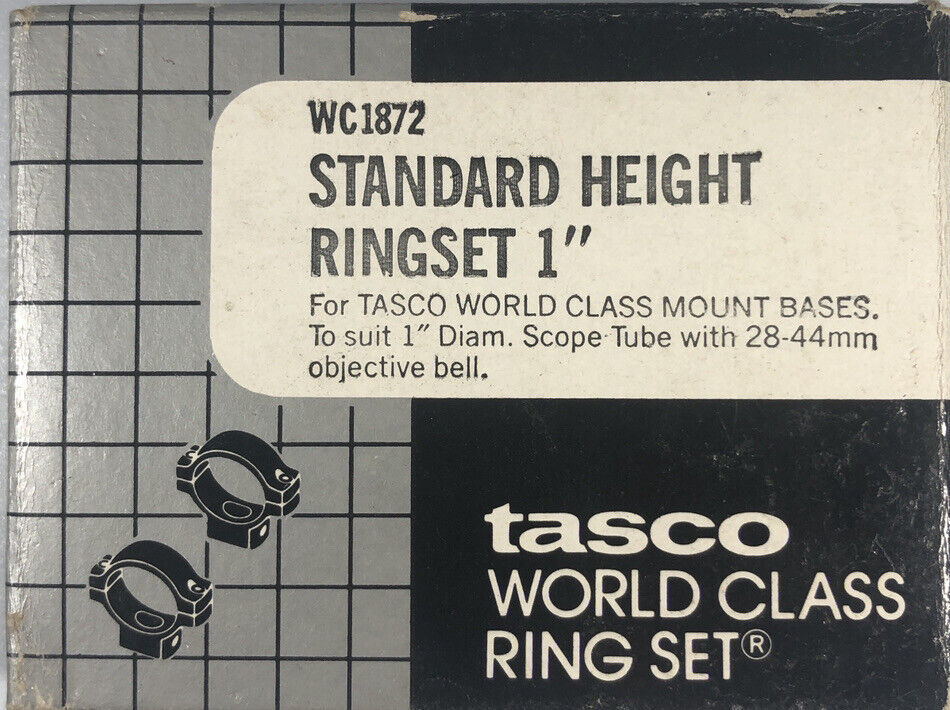 WC1872
STANDARD HEIGHT
RINGSET 1"
For TASCO WORLD CLASS MOUNT BASES.
To suit 1" Diam. Scope Tube with 28-44mm
objective bell.
tasco
WORLD CLASS
RING SET®